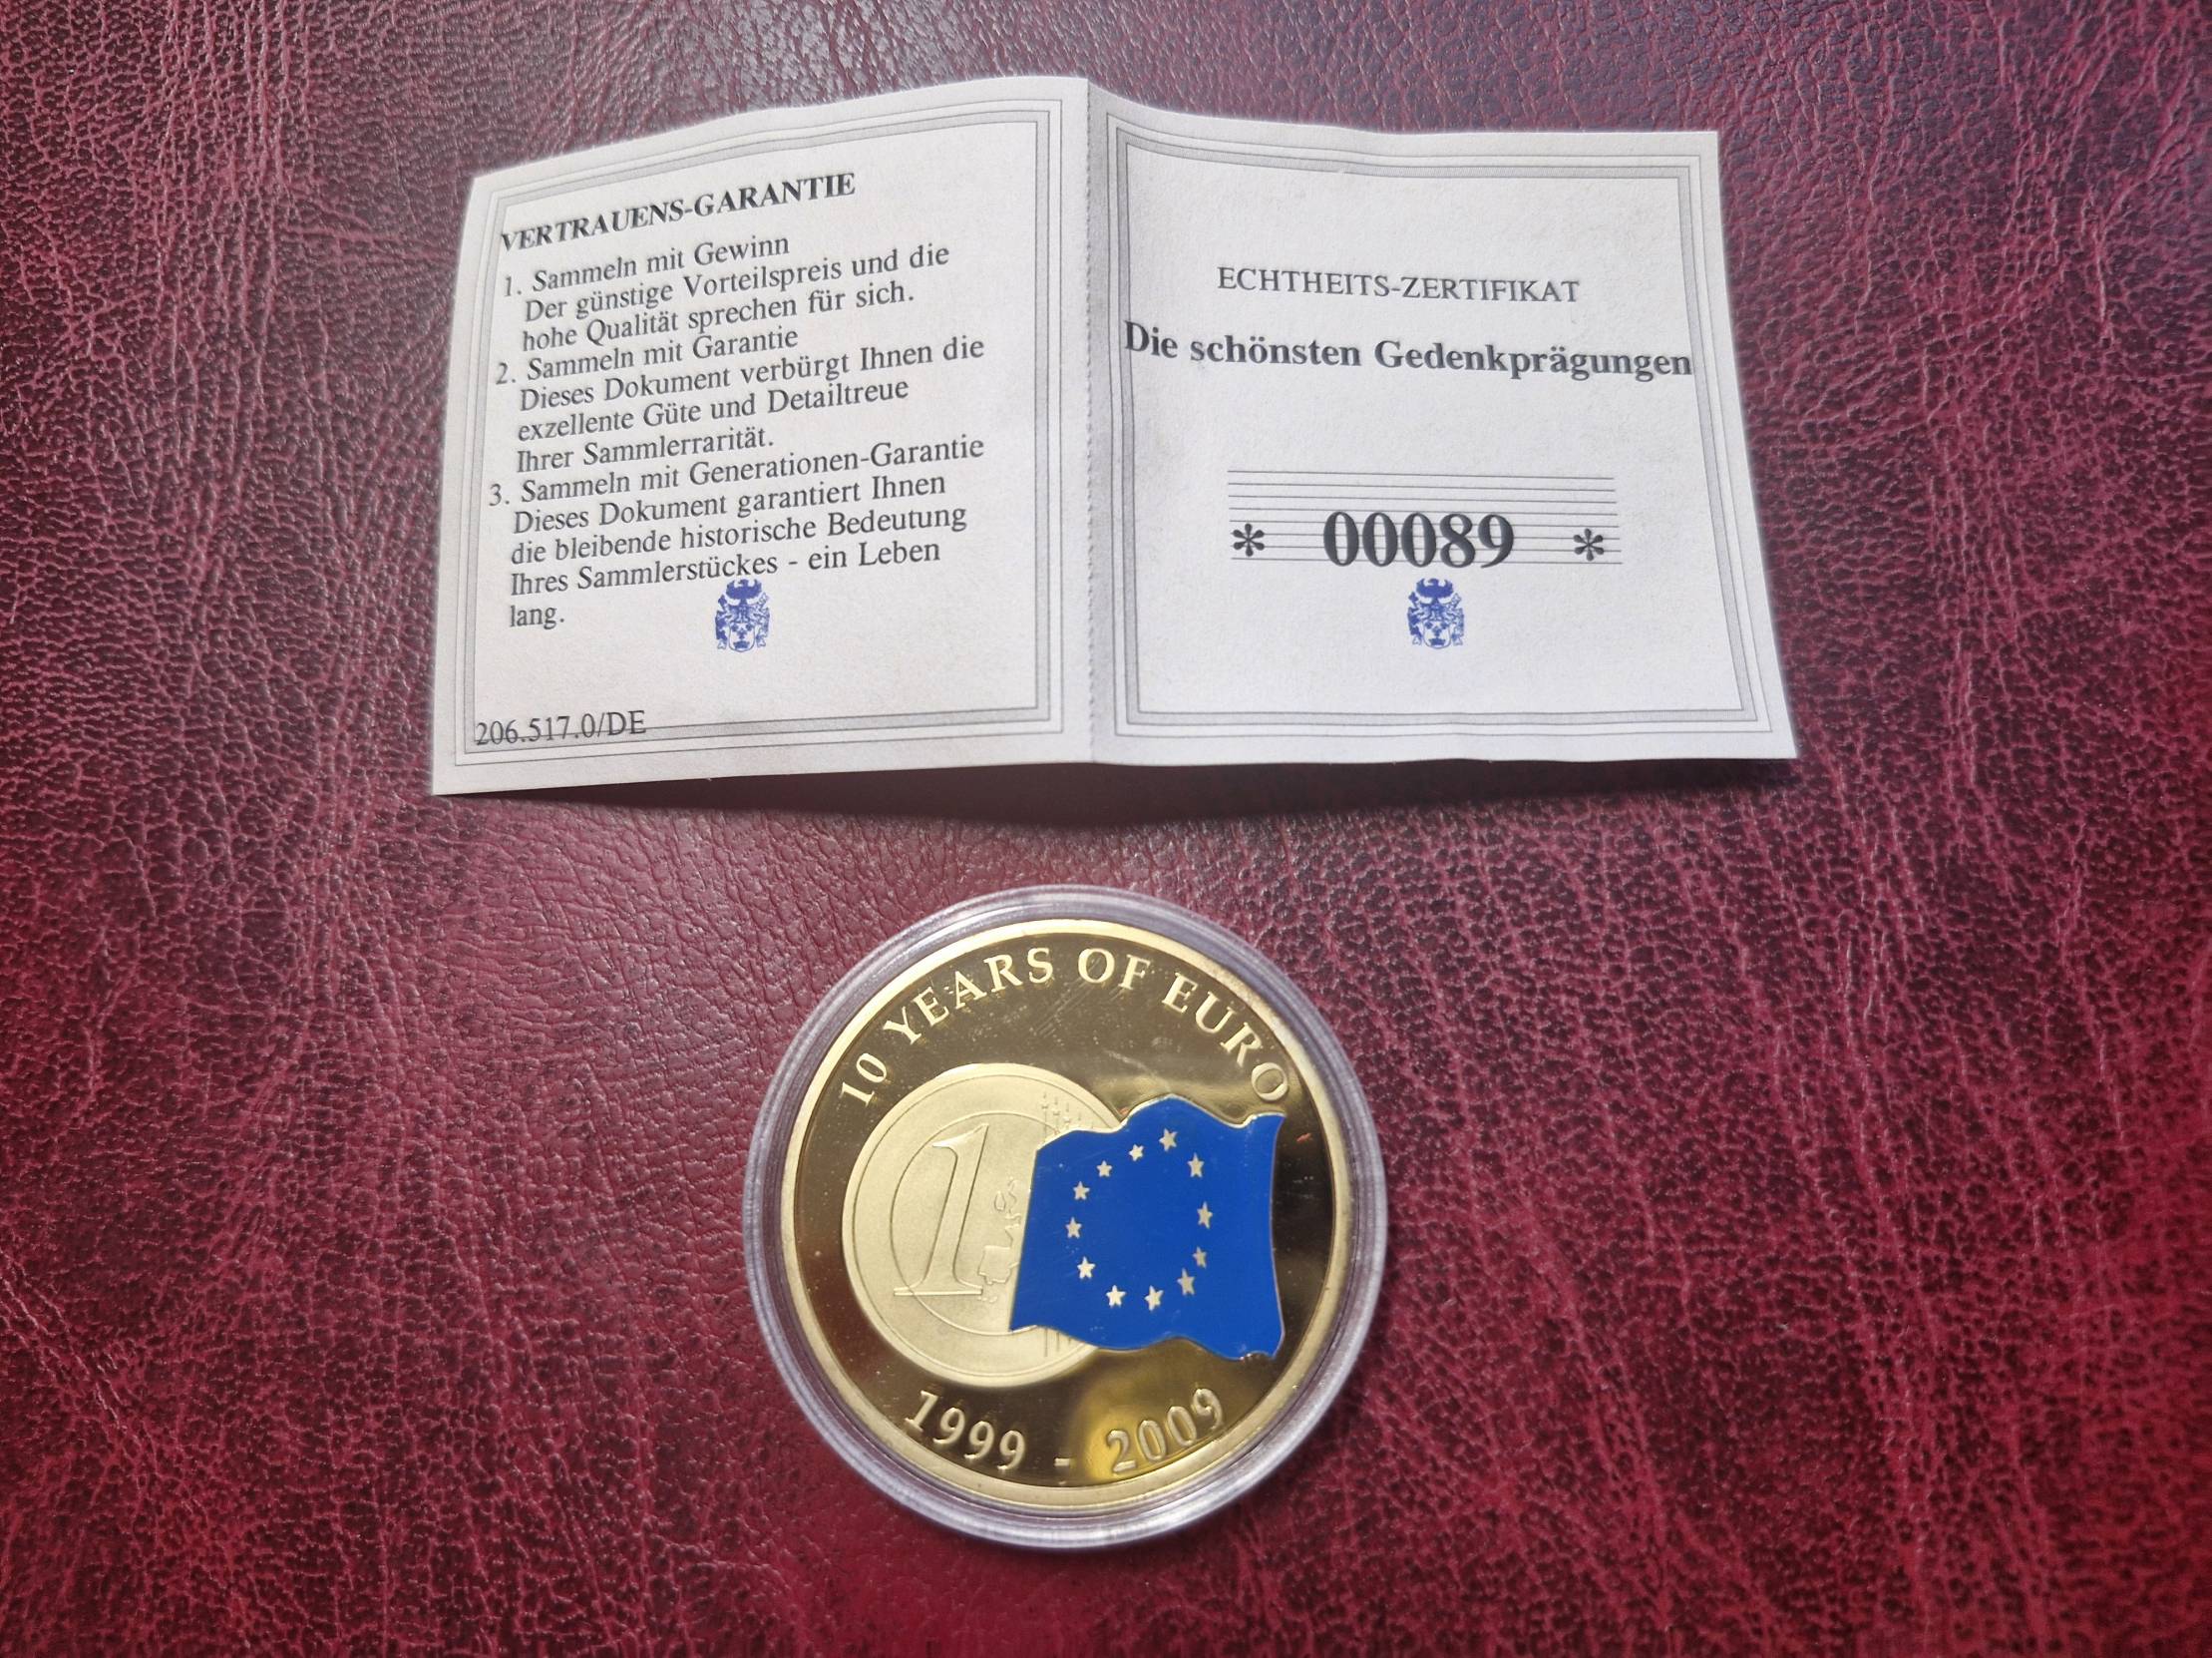 VERTRAUENS-GARANTIE
1. Sammeln mit Gewinn
Der günstige Vorteilspreis und die
hohe Qualität sprechen für sich.
2. Sammeln mit Garantie
Dieses Dokument verbürgt Ihnen die
exzellente Güte und Detailtreue
Ihrer Sammlerrarität.
3. Sammeln mit Generationen-Garantie
Dieses Dokument garantiert Ihnen
die bleibende historische Bedeutung
Ihres Sammlerstückes - ein Leben
lang.
206.517.0/DE
ECHTHEITS-ZERTIFIKAT
Die schönsten Gedenkprägungen
* 00089 *
10 YEARS OF EURO
1
1999 - 2009